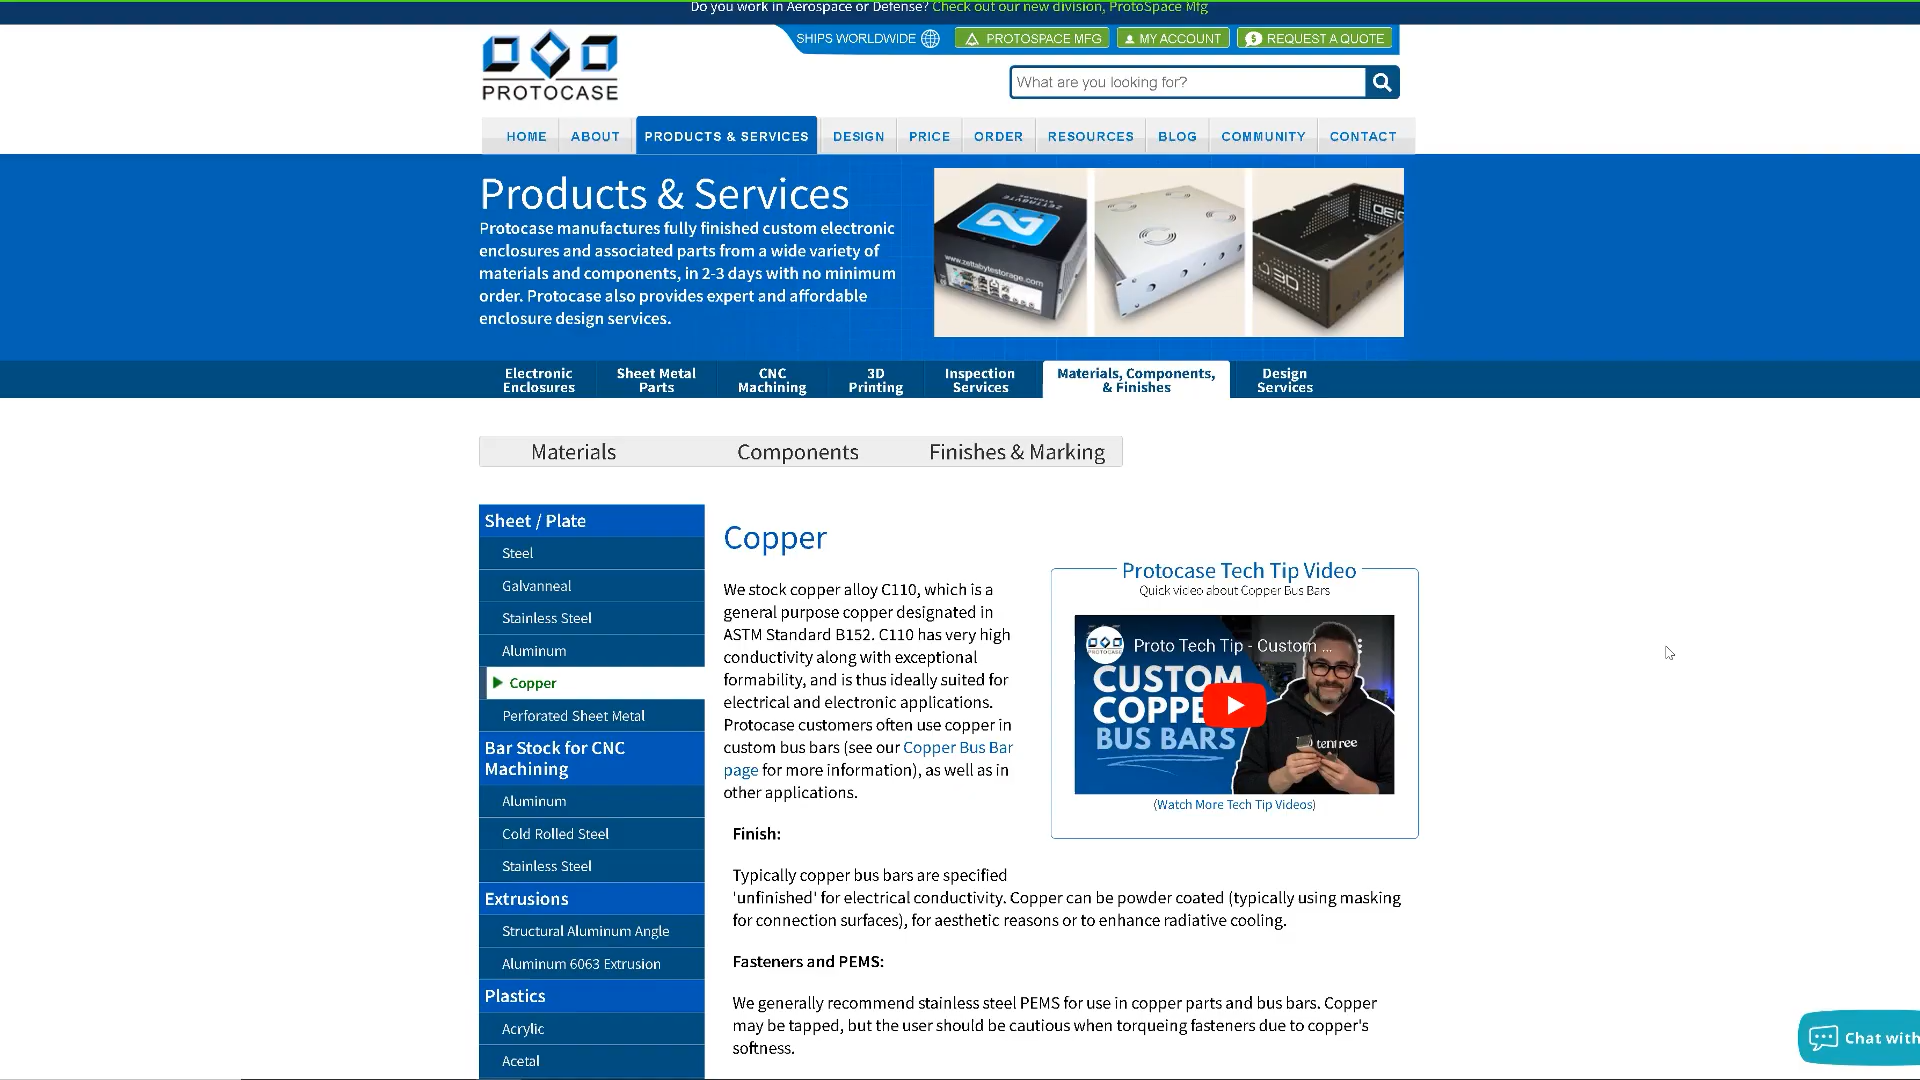 Do you work in Aerospace or Defense? Check out our new division, ProtoSpace Mfg
SHIPS WORLDWIDE
PROTOSPACE MFG
MY ACCOUNT
REQUEST A QUOTE
PROTOCASE
What are you looking for?
HOME
ABOUT
PRODUCTS & SERVICES
DESIGN
PRICE
ORDER
RESOURCES
BLOG
COMMUNITY
CONTACT
Products & Services
Protocase manufactures fully finished custom electronic
enclosures and associated parts from a wide variety of
materials and components, in 2-3 days with no minimum
order. Protocase also provides expert and affordable
enclosure design services.
ZETTABYTE
STORAGE
www.zettabytestorage.com
Electronic
Enclosures
Sheet Metal
Parts
CNC
Machining
3D
Printing
Inspection
Services
Materials, Components,
& Finishes
Design
Services
Materials
Components
Finishes & Marking
Sheet / Plate
Steel
Galvanneal
Stainless Steel
Aluminum
Copper
Perforated Sheet Metal
Bar Stock for CNC
Machining
Aluminum
Cold Rolled Steel
Stainless Steel
Extrusions
Structural Aluminum Angle
Aluminum 6063 Extrusion
Plastics
Acrylic
Acetal
Copper
We stock copper alloy C110, which is a
general purpose copper designated in
ASTM Standard B152. C110 has very high
conductivity along with exceptional
formability, and is thus ideally suited for
electrical and electronic applications.
Protocase customers often use copper in
custom bus bars (see our Copper Bus Bar
page for more information), as well as in
other applications.
Protocase Tech Tip Video
Quick video about Copper Bus Bars
PROTOCASE
Proto Tech Tip - Custom ...
CUSTOM
COPPE
BUS BARS
tentree
(Watch More Tech Tip Videos)
Finish:
Typically copper bus bars are specified
'unfinished' for electrical conductivity. Copper can be powder coated (typically using masking
for connection surfaces), for aesthetic reasons or to enhance radiative cooling.
Fasteners and PEMS:
We generally recommend stainless steel PEMS for use in copper parts and bus bars. Copper
may be tapped, but the user should be cautious when torqueing fasteners due to copper's
softness.
Chat with